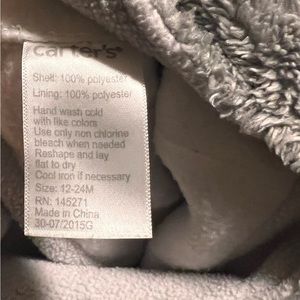 carter's®
Shell: 100% polyester
Lining: 100% polyester
Hand wash cold
with like colors
Use only non chlorine
bleach when needed
Reshape and lay
flat to dry
Cool iron if necessary
Size: 12-24M
RN: 145271
Made in China
30-07/2015G